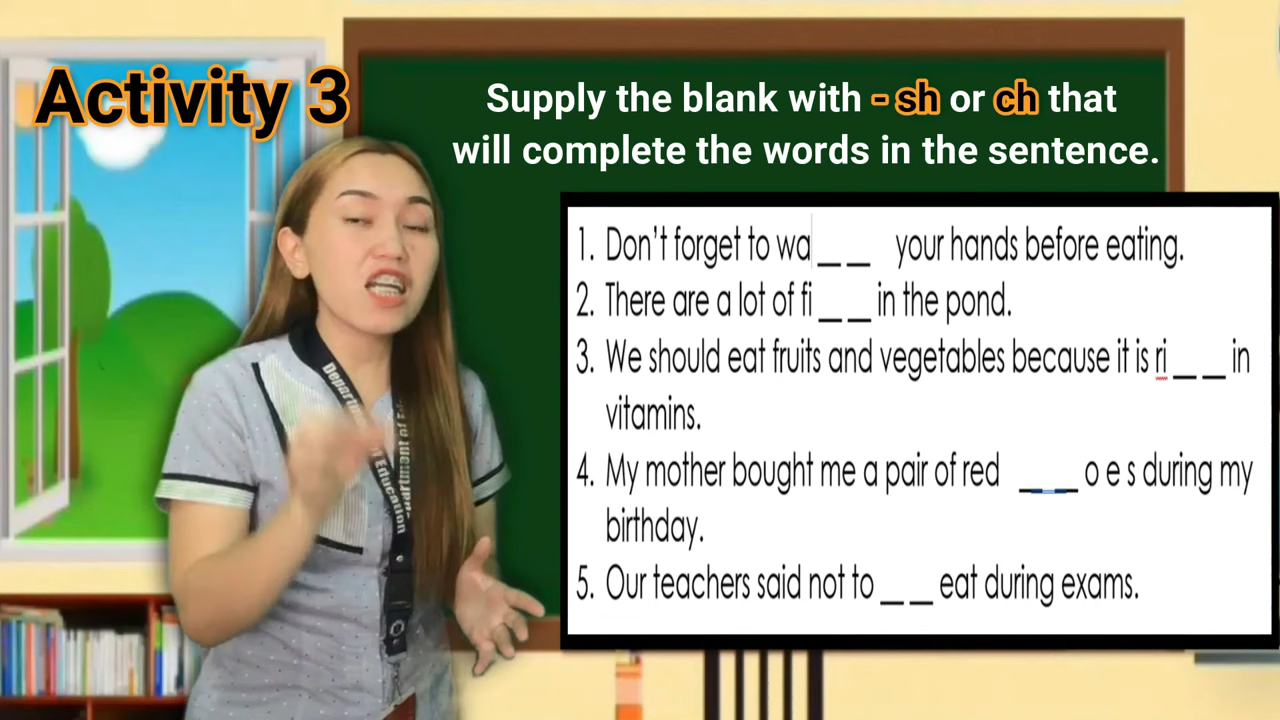 Activity 3
Supply the blank with - sh or ch that
will complete the words in the sentence.
1. Don't forget to wa _ _ your hands before eating.
2. There are a lot of fi _ _ in the pond.
3. We should eat fruits and vegetables because it is ri _ _ in
vitamins.
4. My mother bought me a pair of red _ _ o e s during my
birthday.
5. Our teachers said not to _ _ eat during exams.
Department of Education